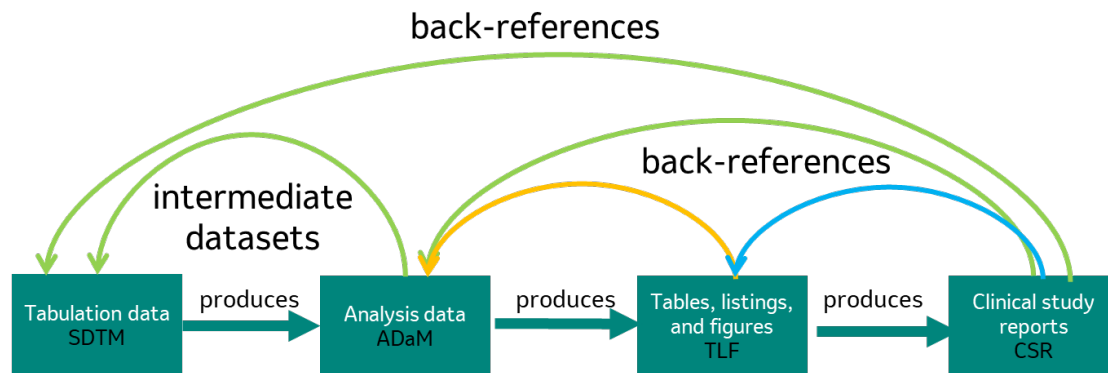 back-references
back-references
intermediate
datasets
Tabulation data
SDTM
produces
Analysis data
ADaM
produces
Tables, listings,
and figures
TLF
produces
Clinical study
reports
CSR